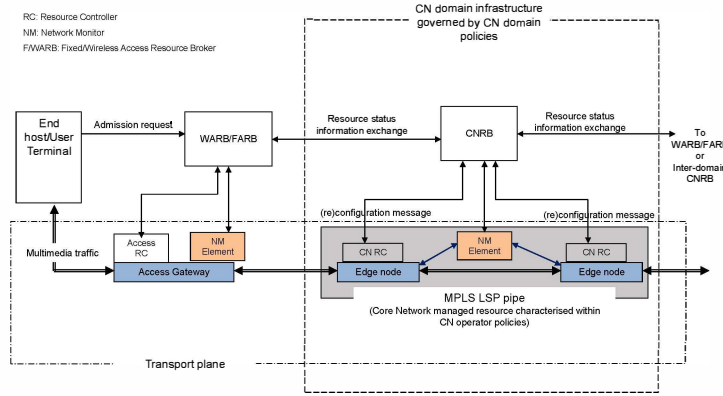 RC: Resource Controller
NM: Network Monitor
F/WARB: Fixed/Wireless Access Resource Broker
CN domain infrastructure
governed by CN domain
policies
End
host/User
Terminal
Admission request
WARB/FARB
Resource status
information exchange
CNRB
Resource status
information exchange
To
WARB/FARB
or
Inter-domain
CNRB
(re)configuration message
(re)configuration message
Multimedia traffic
Access
RC
NM
Element
Access Gateway
CN RC
Edge node
NM
Element
CN RC
Edge node
MPLS LSP pipe
(Core Network managed resource characterised within
CN operator policies)
Transport plane